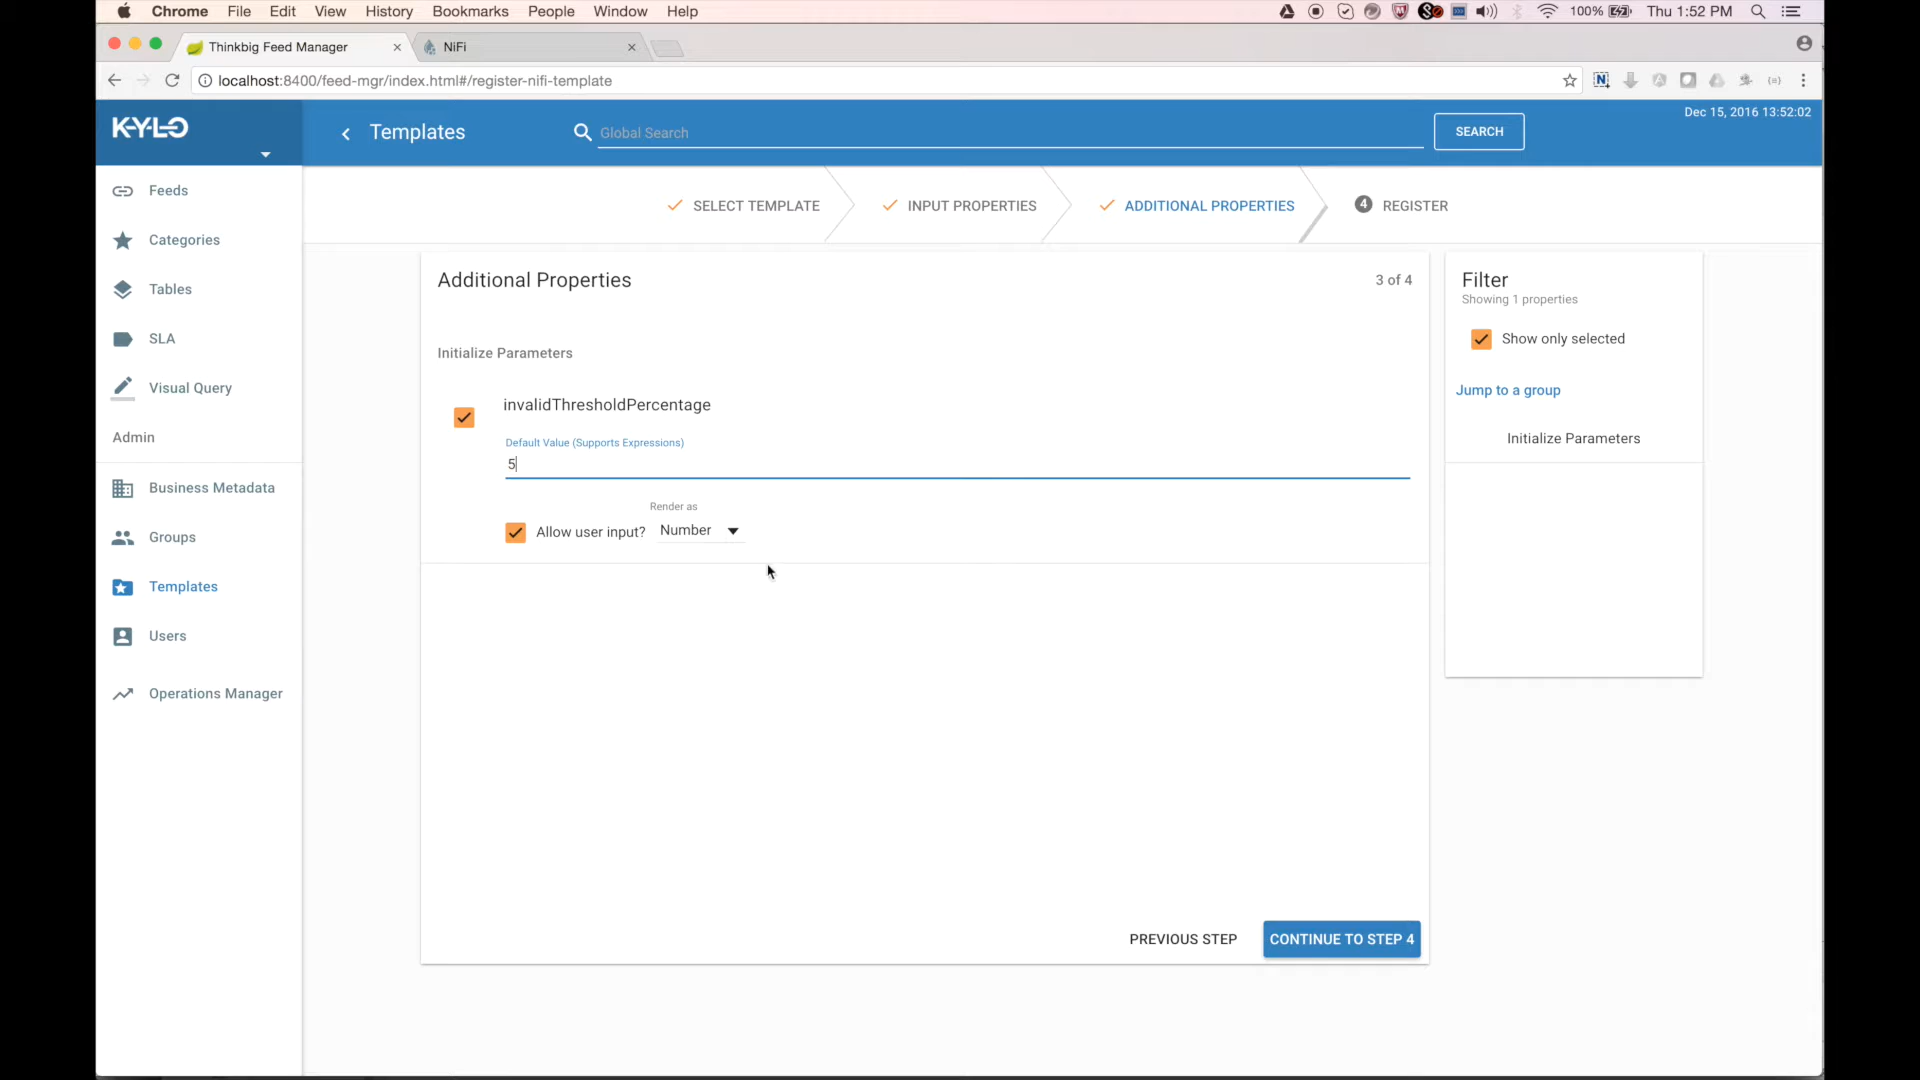 Chrome File Edit View History Bookmarks People Window Help 100% Thu 1:52 PM
Thinkbig Feed Manager NiFi
localhost:8400/feed-mgr/index.html#/register-nifi-template
KYLO
Templates
Global Search
SEARCH
Dec 15, 2016 13:52:02
Feeds
Categories
Tables
SLA
Visual Query
Admin
Business Metadata
Groups
Templates
Users
Operations Manager
SELECT TEMPLATE INPUT PROPERTIES ADDITIONAL PROPERTIES 4 REGISTER
Additional Properties 3 of 4
Initialize Parameters
invalidThresholdPercentage
Default Value (Supports Expressions)
5
Render as
Allow user input? Number
PREVIOUS STEP CONTINUE TO STEP 4
Filter
Showing 1 properties
Show only selected
Jump to a group
Initialize Parameters